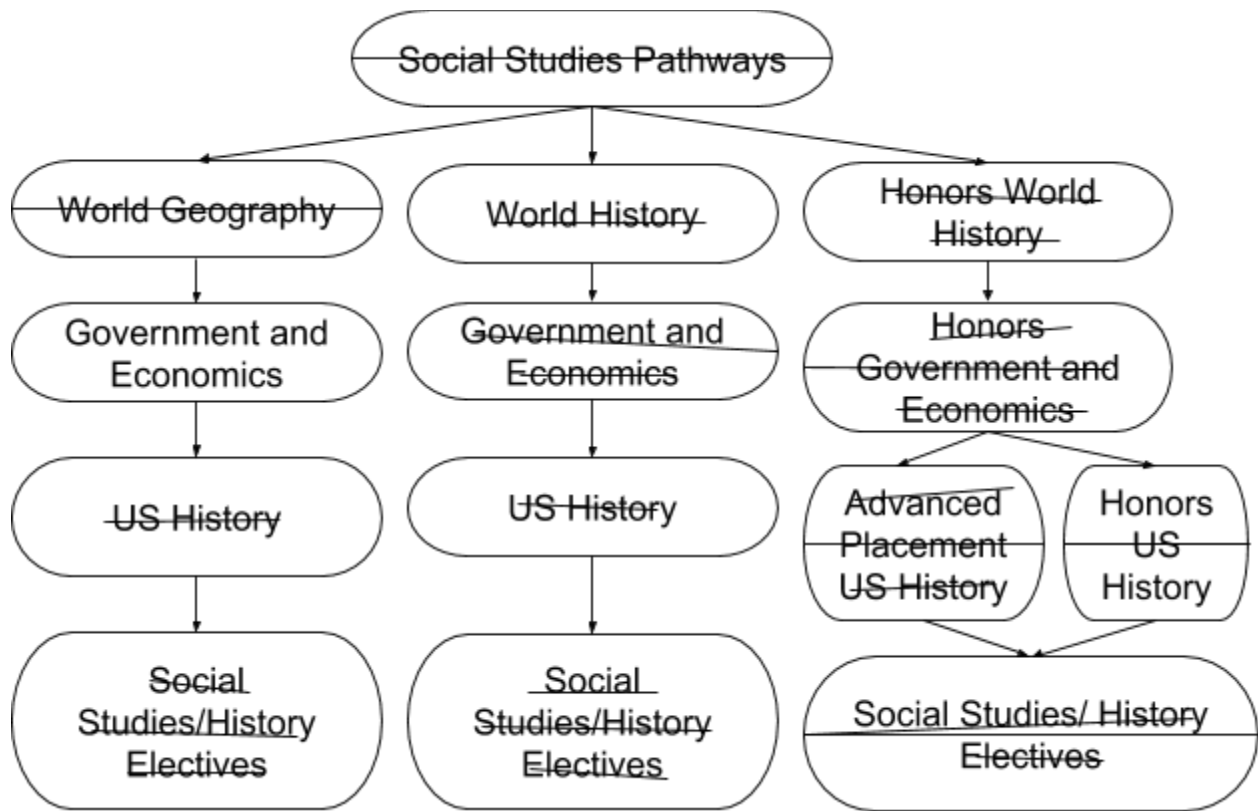 Social Studies Pathways
World Geography
World History
Honors World
History
Government and
Economics
Government and
Economics
Honors
Government and
Economics
US History
US History
Advanced
Placement
US History
Honors
US
History
Social
Studies/History
Electives
Social
Studies/History
Electives
Social Studies/ History
Electives